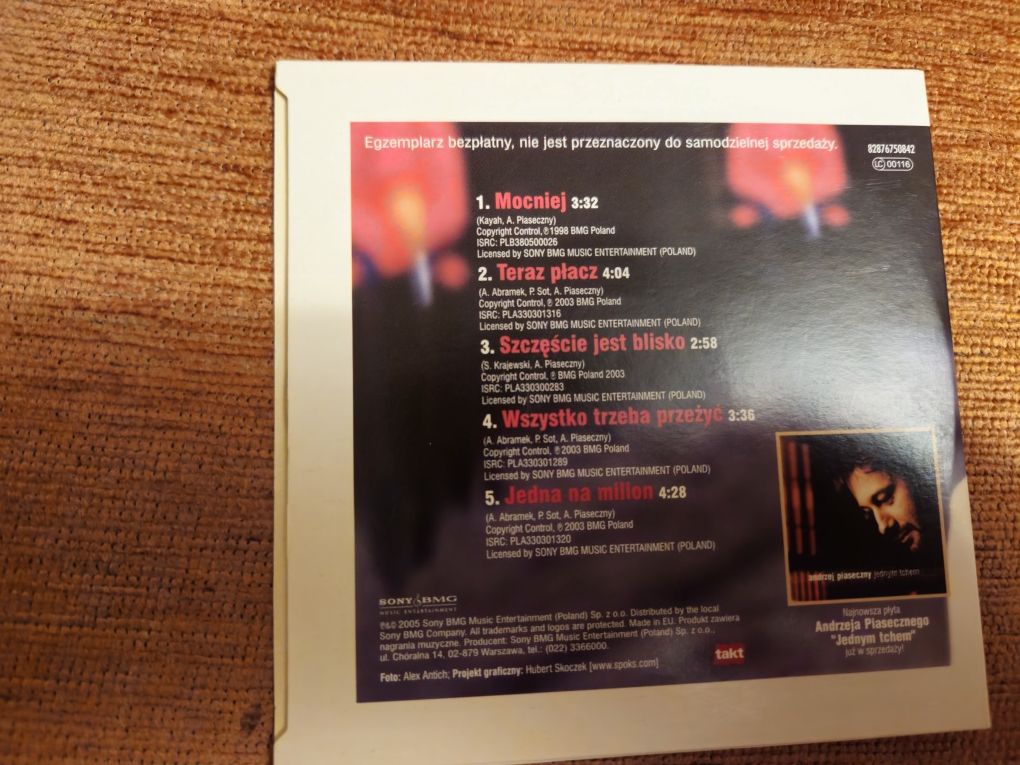 Egzemplarz bezpłatny, nie jest przeznaczony do samodzielnej sprzedaży.
82876750842
LC 00116
1. Mocniej 3:32
(Kayah, A. Piaseczny)
Copyright Control, ℗1998 BMG Poland
ISRC: PLB380500026
Licensed by SONY BMG MUSIC ENTERTAINMENT (POLAND)
2. Teraz płacz 4:04
(A. Abramek, P. Sot, A. Piaseczny)
Copyright Control, ℗ 2003 BMG Poland
ISRC: PLA330301316
Licensed by SONY BMG MUSIC ENTERTAINMENT (POLAND)
3. Szczęście jest blisko 2:58
(S. Krajewski, A. Piaseczny)
Copyright Control, ℗ BMG Poland 2003
ISRC: PLA330300283
Licensed by SONY BMG MUSIC ENTERTAINMENT (POLAND)
4. Wszystko trzeba przeżyć 3:36
(A. Abramek, P. Sot, A. Piaseczny)
Copyright Control, ℗ 2003 BMG Poland
ISRC: PLA330301289
Licensed by SONY BMG MUSIC ENTERTAINMENT (POLAND)
5. Jedna na milion 4:28
(A. Abramek, P. Sot, A. Piaseczny)
Copyright Control, ℗ 2003 BMG Poland
ISRC: PLA330301320
Licensed by SONY BMG MUSIC ENTERTAINMENT (POLAND)
andrzej piaseczny jednym tchem
Najnowsza płyta
Andrzeja Piasecznego
"Jednym tchem"
już w sprzedaży!
SONY BMG
MUSIC ENTERTAINMENT
℗&© 2005 Sony BMG Music Entertainment (Poland) Sp. z o.o. Distributed by the local
Sony BMG Company. All trademarks and logos are protected. Made in EU. Produkt zawiera
nagrania muzyczne. Producent: Sony BMG Music Entertainment (Poland) Sp. z o.o.,
ul. Chóralna 14, 02-879 Warszawa, tel.: (022) 3366000.
takt
Foto: Alex Antich; Projekt graficzny: Hubert Skoczek [www.spoks.com]